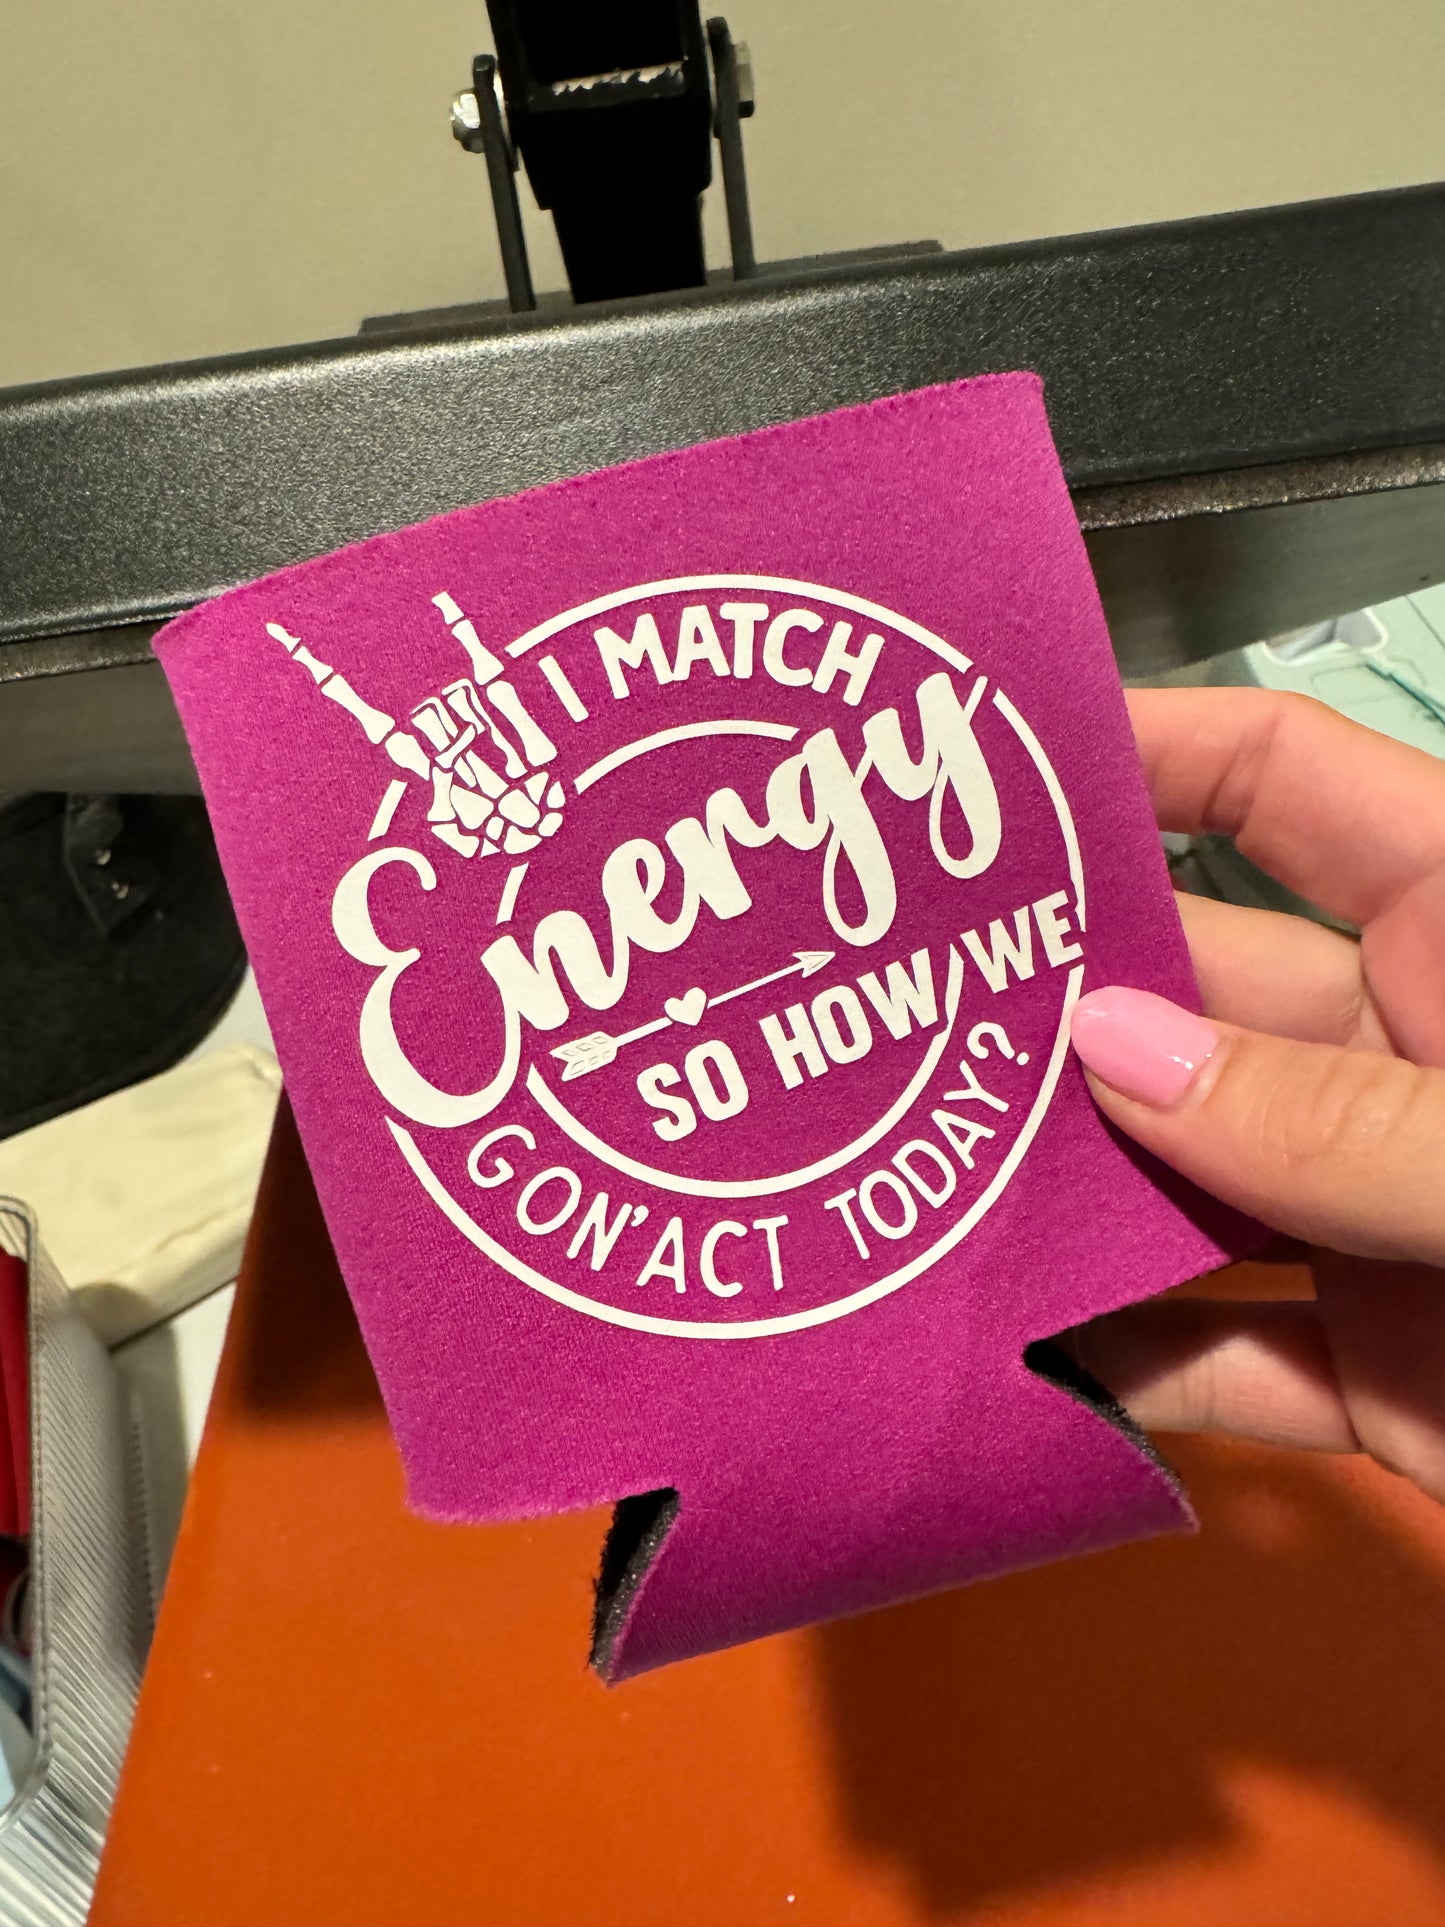 I MATCH
Energy
SO HOW WE
GON' ACT TODAY?